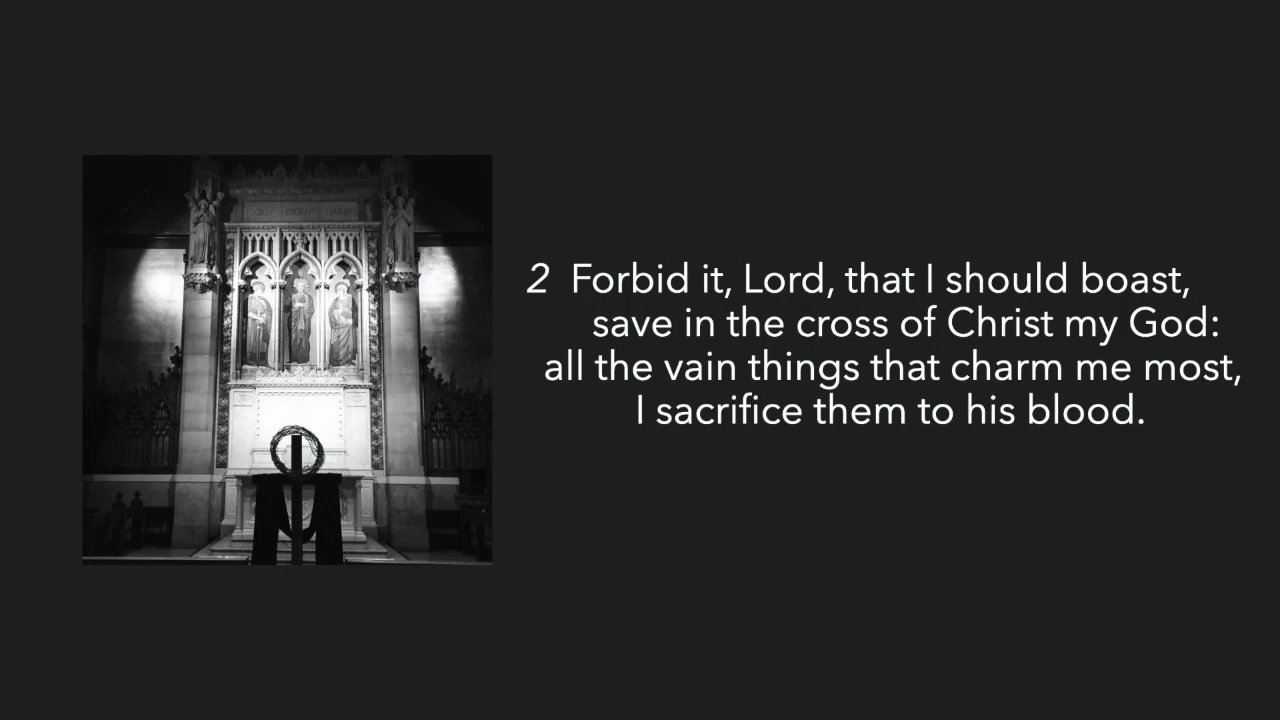 2 Forbid it, Lord, that I should boast,
save in the cross of Christ my God:
all the vain things that charm me most,
I sacrifice them to his blood.